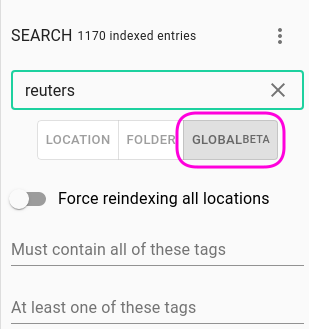 SEARCH 1170 indexed entries
reuters
LOCATION FOLDER GLOBALBETA
Force reindexing all locations
Must contain all of these tags
At least one of these tags